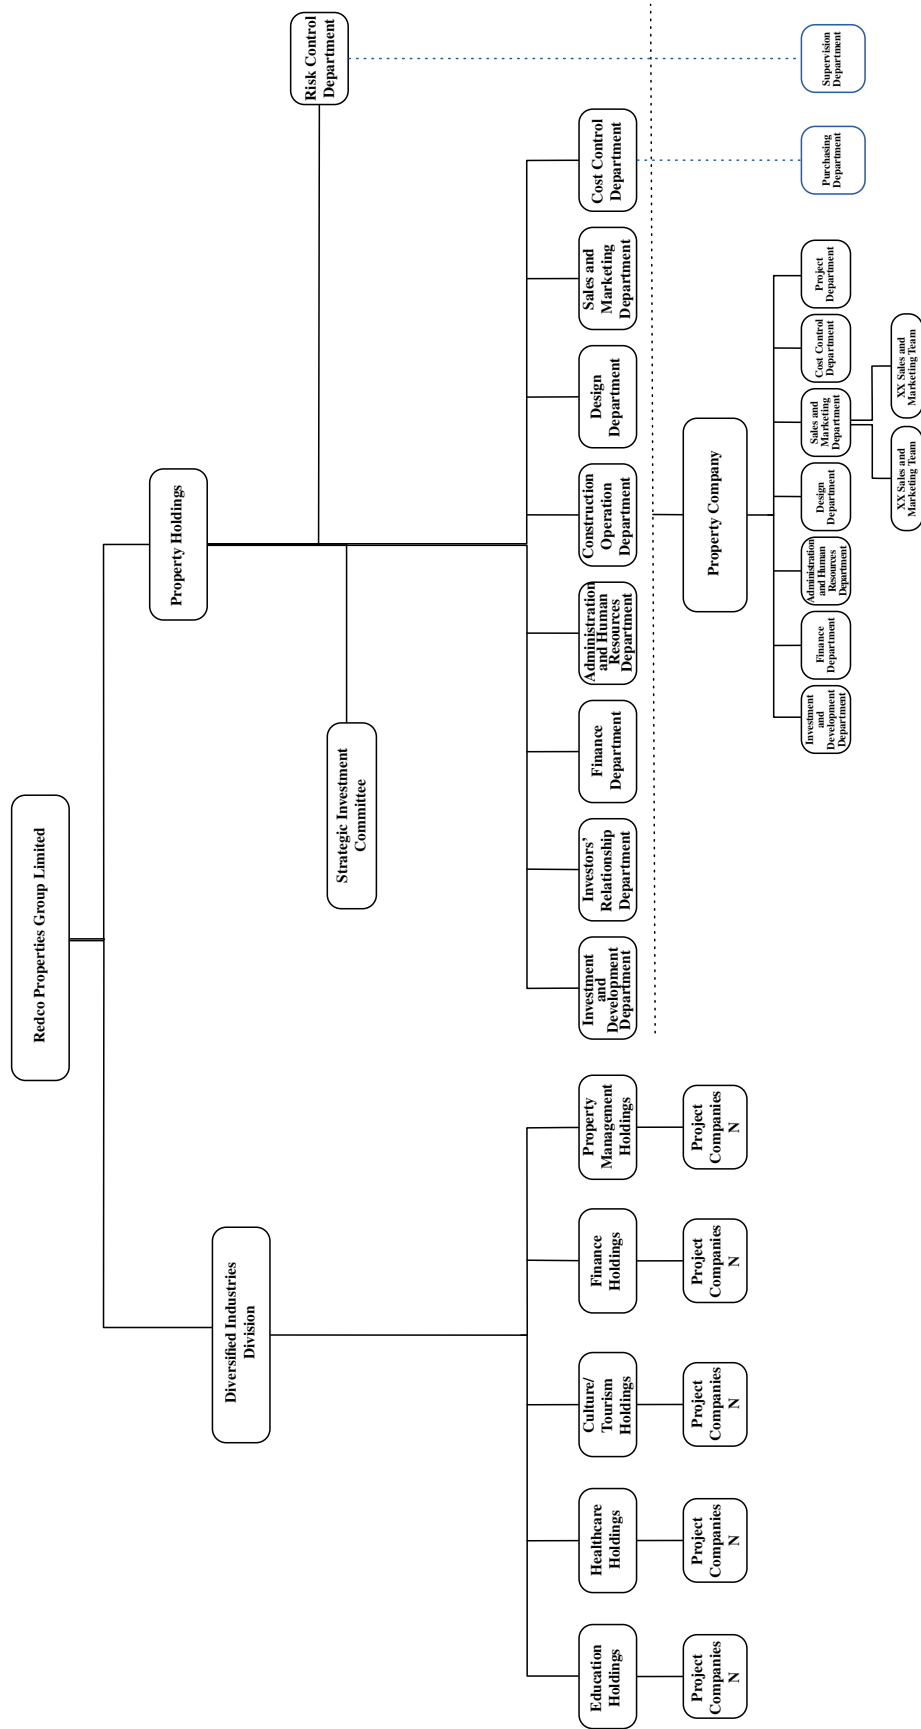 Redco Properties Group Limited
Diversified Industries
Division
Property Holdings
Strategic Investment
Committee
Risk Control
Department
Education
Holdings
Healthcare
Holdings
Culture/
Tourism
Holdings
Finance
Holdings
Property
Management
Holdings
Investment
and
Development
Department
Investors’
Relationship
Department
Finance
Department
Administration
and Human
Resources
Department
Construction
Operation
Department
Design
Department
Sales and
Marketing
Department
Cost Control
Department
Project
Companies
N
Project
Companies
N
Project
Companies
N
Project
Companies
N
Project
Companies
N
Property Company
Investment
and
Development
Department
Finance
Department
Administration
and Human
Resources
Department
Design
Department
Sales and
Marketing
Department
Cost Control
Department
Project
Department
Purchasing
Department
Supervision
Department
XX Sales and
Marketing Team
XX Sales and
Marketing Team